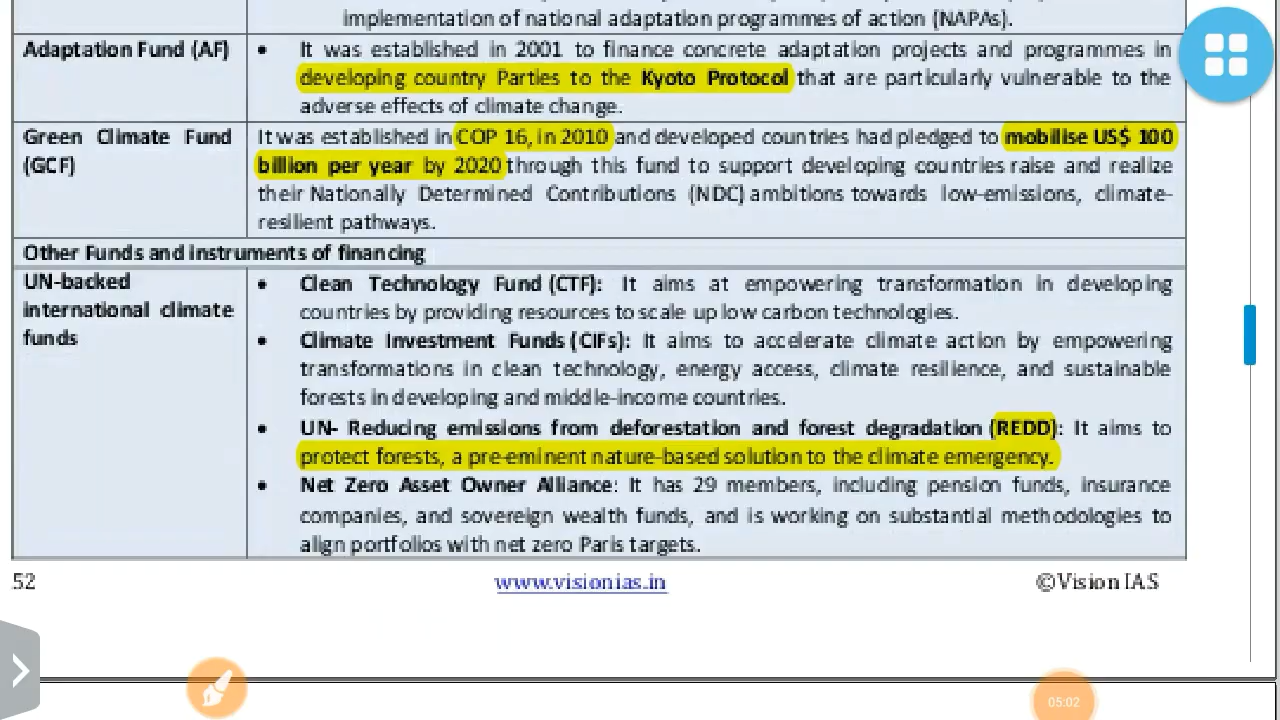 implementation of national adaptation programmes of action (NAPAs).
Adaptation Fund (AF)
• It was established in 2001 to finance concrete adaptation projects and programmes in
developing country Parties to the Kyoto Protocol that are particularly vulnerable to the
adverse effects of climate change.
Green Climate Fund
(GCF)
It was established in COP 16, in 2010 and developed countries had pledged to mobilise US$ 100
billion per year by 2020 through this fund to support developing countries raise and realize
their Nationally Determined Contributions (NDC) ambitions towards low-emissions, climate-
resilient pathways.
Other Funds and instruments of financing
UN-backed
international climate
funds
• Clean Technology Fund (CTF): It aims at empowering transformation in developing
countries by providing resources to scale up low carbon technologies.
• Climate Investment Funds (CIFs): It aims to accelerate climate action by empowering
transformations in clean technology, energy access, climate resilience, and sustainable
forests in developing and middle-income countries.
• UN- Reducing emissions from deforestation and forest degradation (REDD): It aims to
protect forests, a pre-eminent nature-based solution to the climate emergency.
• Net Zero Asset Owner Alliance: It has 29 members, including pension funds, insurance
companies, and sovereign wealth funds, and is working on substantial methodologies to
align portfolios with net zero Paris targets.
52 www.visionias.in ©Vision IAS
05:02